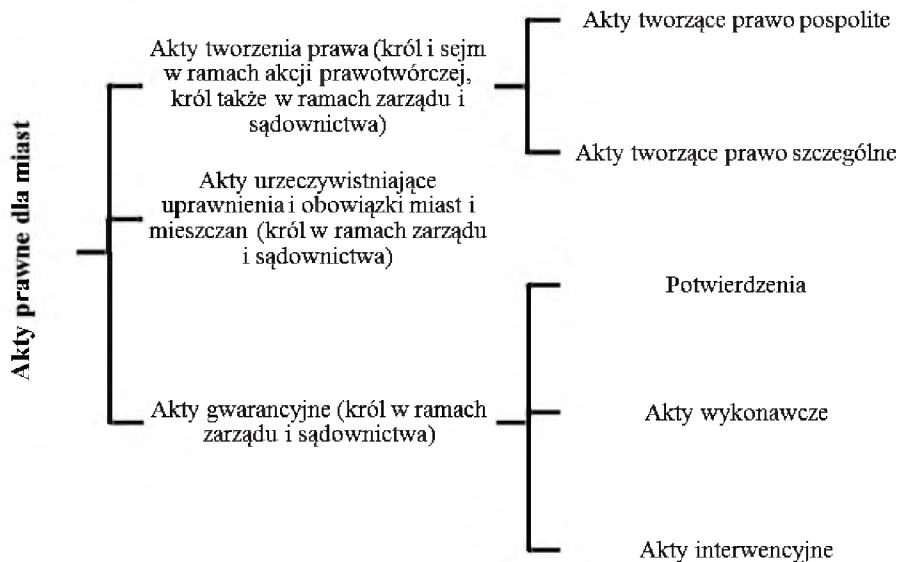 Akty prawne dla miast
Akty tworzenia prawa (król i sejm
w ramach akcji prawotwórczej,
król także w ramach zarządu i
sądownictwa)
Akty tworzące prawo pospolite
Akty tworzące prawo szczególne
Akty urzeczywistniające
uprawnienia i obowiązki miast i
mieszczan (król w ramach zarządu
i sądownictwa)
Akty gwarancyjne (król w ramach
zarządu i sądownictwa)
Potwierdzenia
Akty wykonawcze
Akty interwencyjne